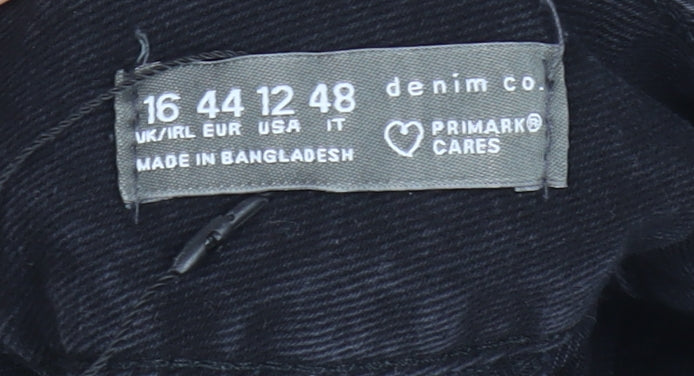 16 44 12 48
UK/IRL EUR USA IT
MADE IN BANGLADESH
denim co.
PRIMARK®
CARES